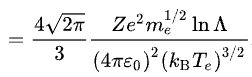 = \frac{4\sqrt{2\pi}}{3} \frac{Ze^2 m_e^{1/2} \ln \Lambda}{(4\pi\varepsilon_0)^2 (k_B T_e)^{3/2}}